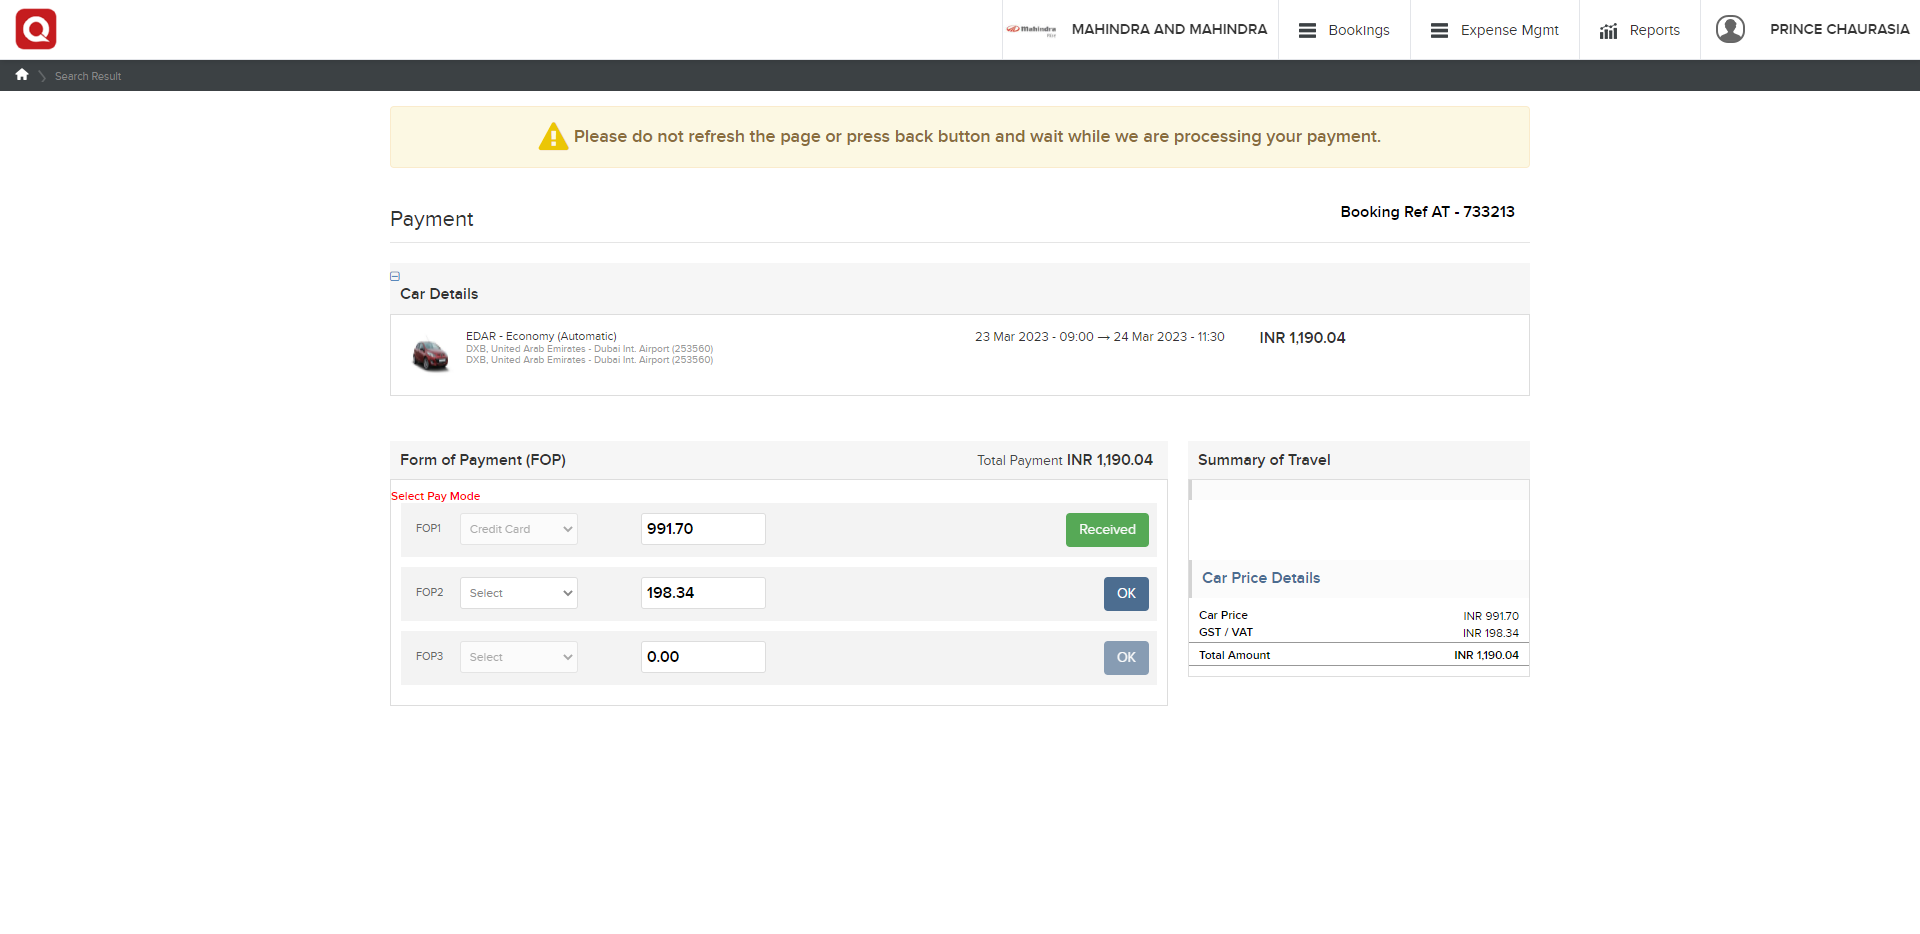 Q
Mahindra
MAHINDRA AND MAHINDRA
Bookings
Expense Mgmt
Reports
PRINCE CHAURASIA
Search Result
Please do not refresh the page or press back button and wait while we are processing your payment.
Payment
Booking Ref AT - 733213
Car Details
EDAR - Economy (Automatic)
23 Mar 2023 - 09:00 → 24 Mar 2023 - 11:30
INR 1,190.04
DXB, United Arab Emirates - Dubai Int. Airport (253560)
DXB, United Arab Emirates - Dubai Int. Airport (253560)
Form of Payment (FOP)
Total Payment INR 1,190.04
Select Pay Mode
FOP1 Credit Card 991.70 Received
FOP2 Select 198.34 OK
FOP3 Select 0.00 OK
Summary of Travel
Car Price Details
Car Price INR 991.70
GST / VAT INR 198.34
Total Amount INR 1,190.04